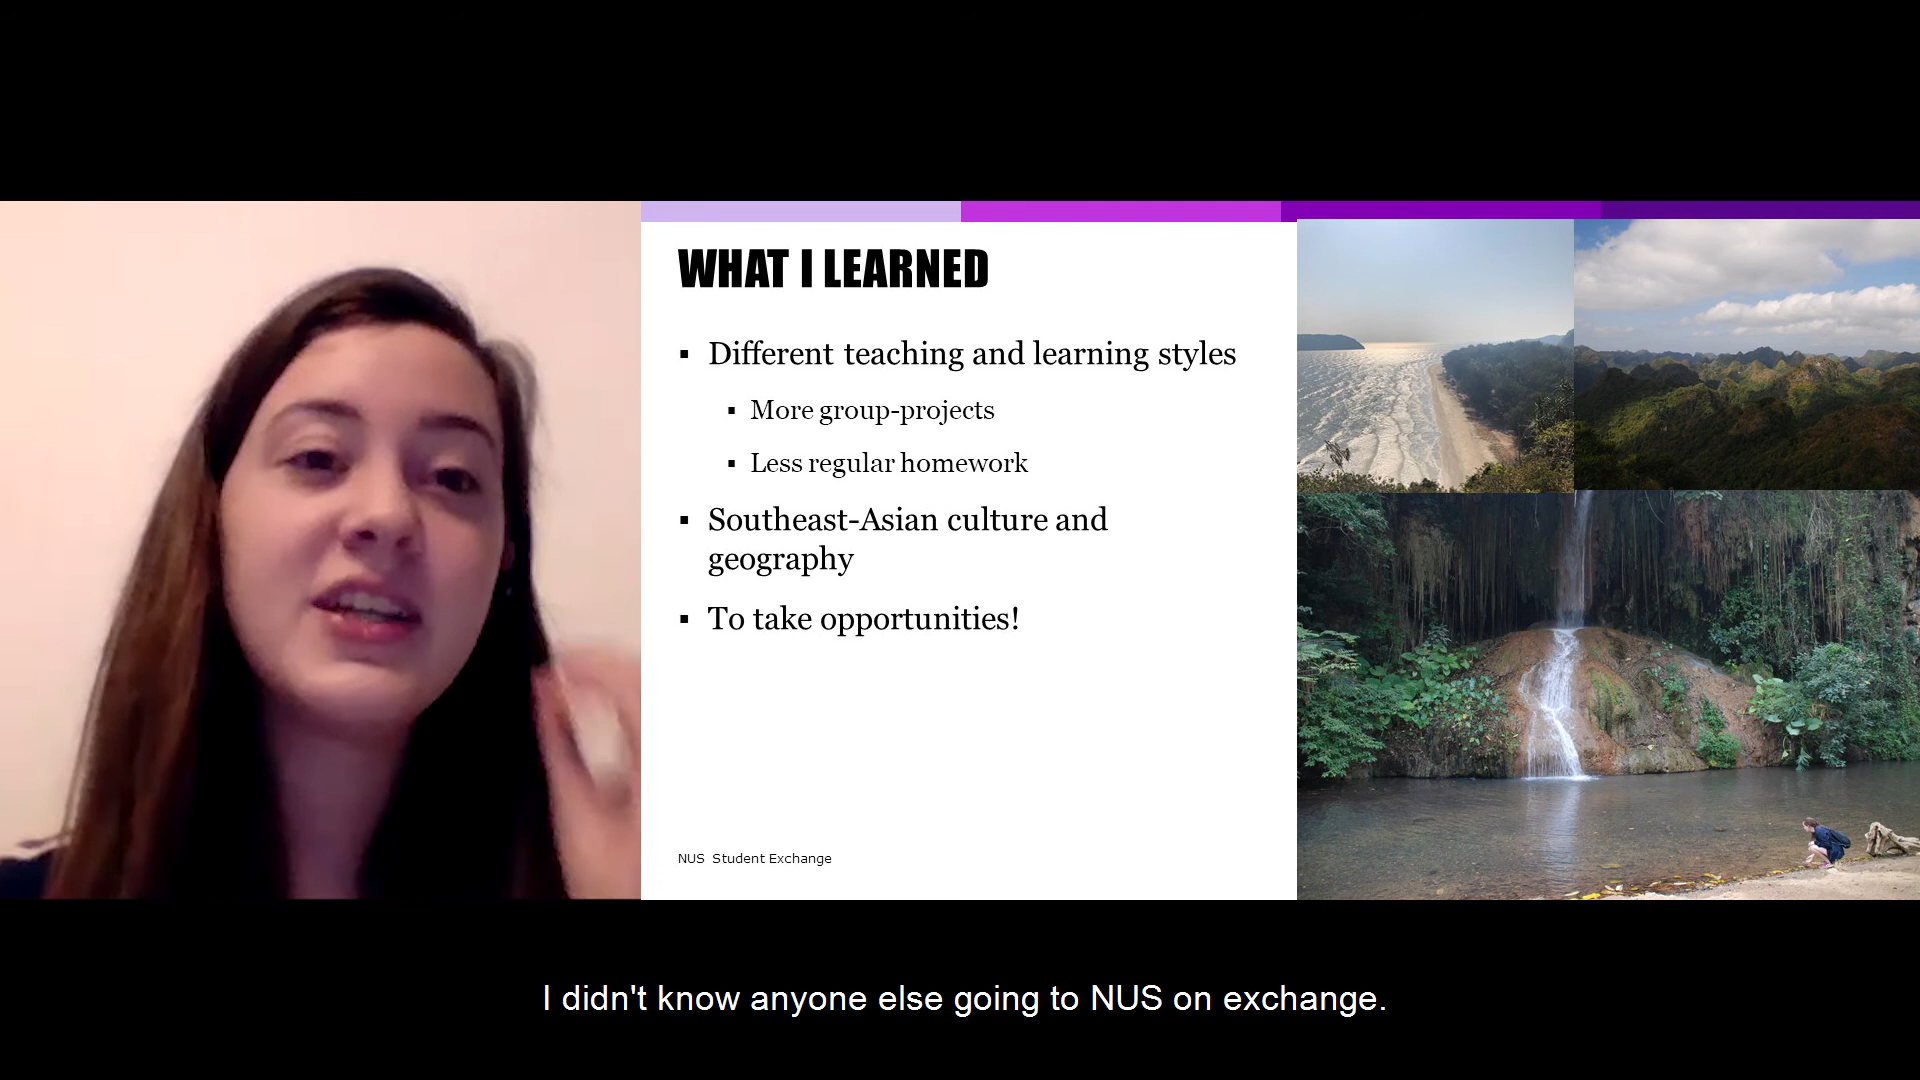 WHAT I LEARNED
Different teaching and learning styles
More group-projects
Less regular homework
Southeast-Asian culture and
geography
To take opportunities!
NUS Student Exchange
I didn't know anyone else going to NUS on exchange.